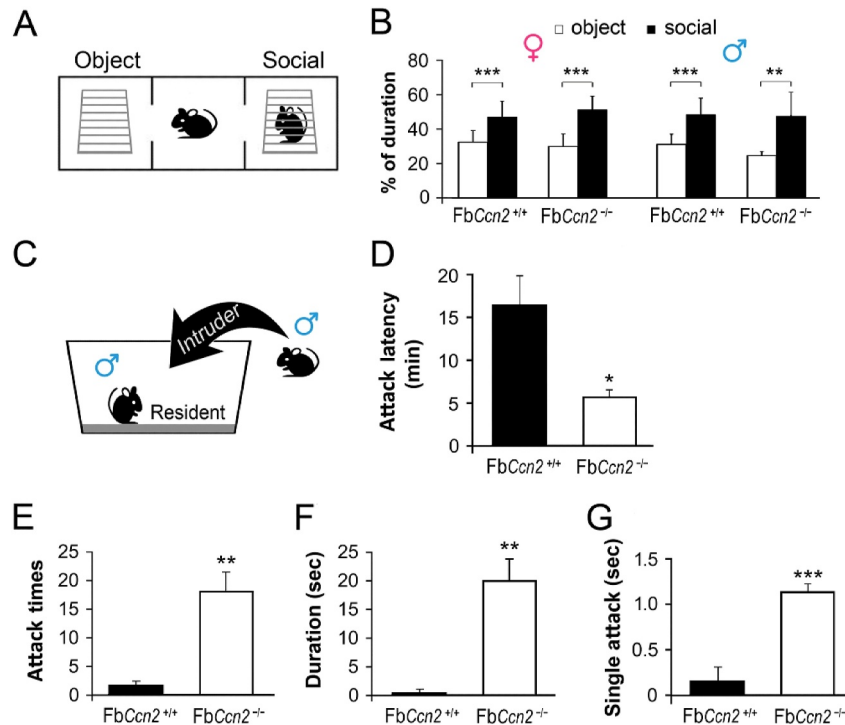 A
Object
Social
B
♀ □ object ■ social ♂
% of duration
80
60
40
20
0
***
***
***
**
FbCcn2 +/+
FbCcn2 −/−
FbCcn2 +/+
FbCcn2 −/−
C
Intruder
♂
♂
Resident
D
Attack latency
(min)
20
15
10
5
0
*
FbCcn2 +/+
FbCcn2 −/−
E
Attack times
25
20
15
10
5
0
**
FbCcn2 +/+
FbCcn2 −/−
F
Duration (sec)
25
20
15
10
5
0
**
FbCcn2 +/+
FbCcn2 −/−
G
Single attack (sec)
1.5
1.0
0.5
0
***
FbCcn2 +/+
FbCcn2 −/−